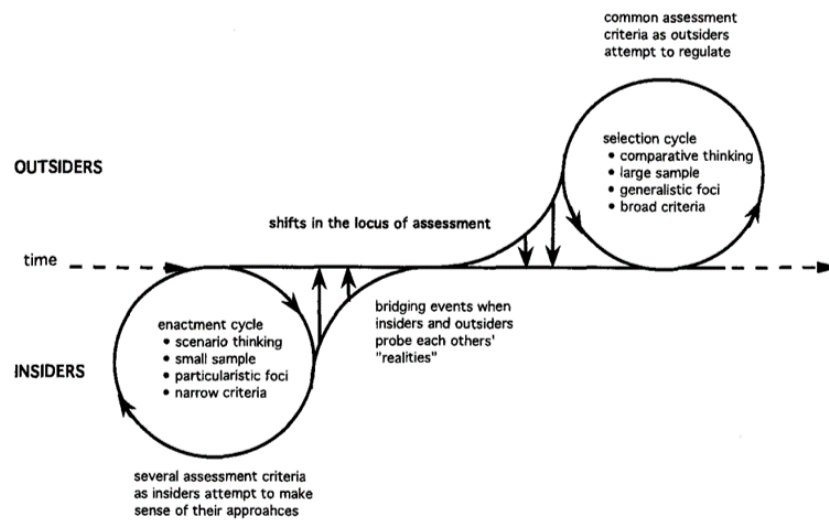 common assessment
criteria as outsiders
attempt to regulate
selection cycle
• comparative thinking
• large sample
• generalistic foci
• broad criteria
OUTSIDERS
shifts in the locus of assessment
time
bridging events when
insiders and outsiders
probe each others'
"realities"
enactment cycle
• scenario thinking
• small sample
• particularistic foci
• narrow criteria
INSIDERS
several assessment criteria
as insiders attempt to make
sense of their approahces